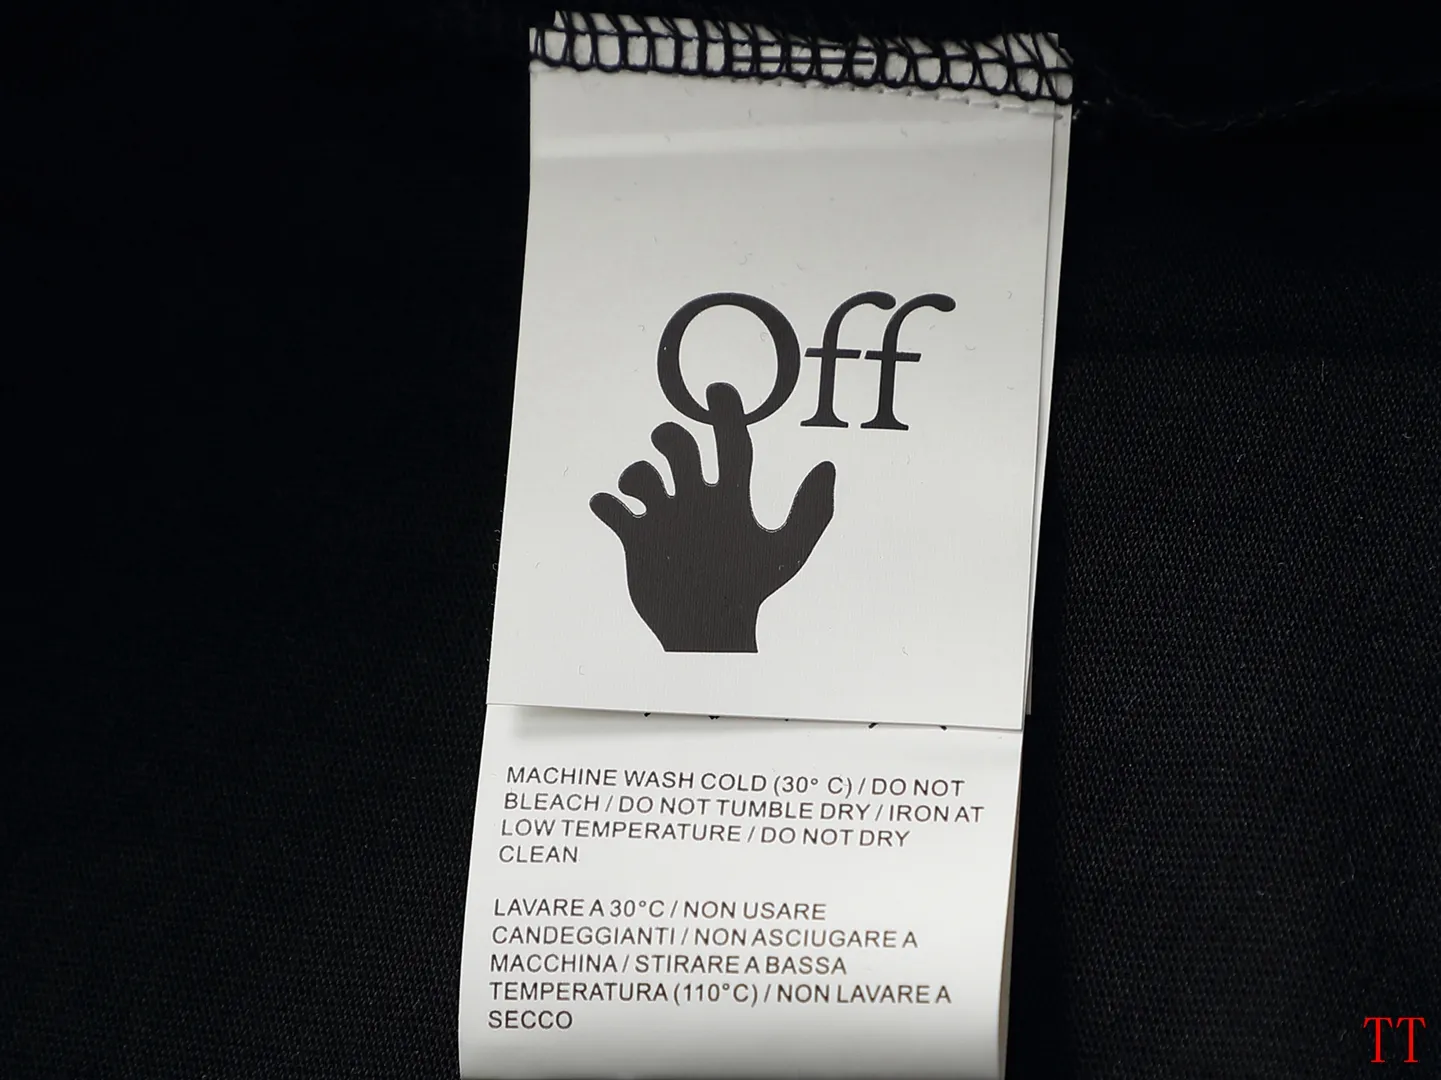 Off
MACHINE WASH COLD (30° C) / DO NOT
BLEACH / DO NOT TUMBLE DRY / IRON AT
LOW TEMPERATURE / DO NOT DRY
CLEAN
LAVARE A 30°C / NON USARE
CANDEGGIANTI / NON ASCIUGARE A
MACCHINA / STIRARE A BASSA
TEMPERATURA (110°C) / NON LAVARE A
SECCO
TT